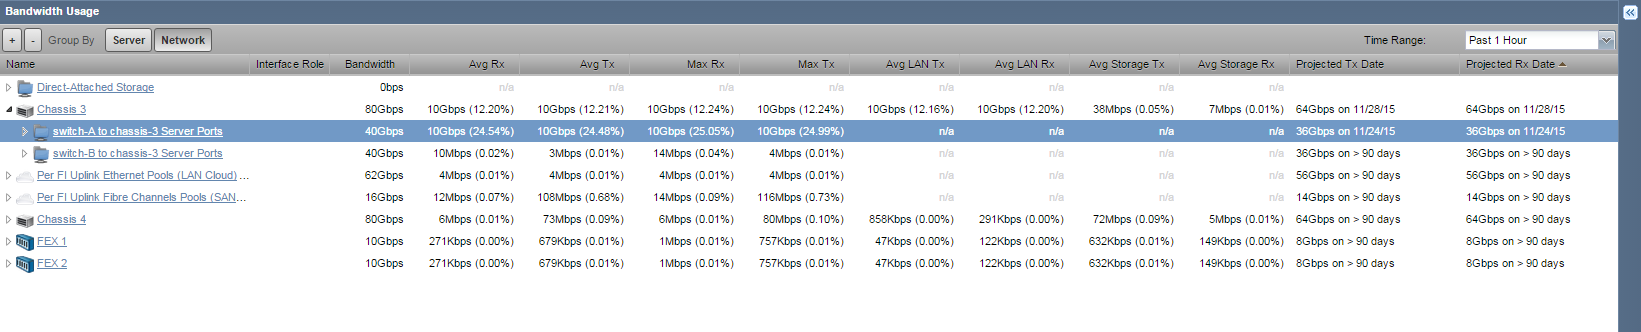 Bandwidth Usage
+ - Group By Server Network Time Range: Past 1 Hour
Name Interface Role Bandwidth Avg Rx Avg Tx Max Rx Max Tx Avg LAN Tx Avg LAN Rx Avg Storage Tx Avg Storage Rx Projected Tx Date Projected Rx Date
Direct-Attached Storage 0bps n/a n/a n/a n/a n/a n/a n/a n/a
Chassis 3 80Gbps 10Gbps (12.20%) 10Gbps (12.21%) 10Gbps (12.24%) 10Gbps (12.24%) 10Gbps (12.16%) 10Gbps (12.20%) 38Mbps (0.05%) 7Mbps (0.01%) 64Gbps on 11/28/15 64Gbps on 11/28/15
switch-A to chassis-3 Server Ports 40Gbps 10Gbps (24.54%) 10Gbps (24.48%) 10Gbps (25.05%) 10Gbps (24.99%) n/a n/a n/a n/a 36Gbps on 11/24/15 36Gbps on 11/24/15
switch-B to chassis-3 Server Ports 40Gbps 10Mbps (0.02%) 3Mbps (0.01%) 14Mbps (0.04%) 4Mbps (0.01%) n/a n/a n/a n/a 36Gbps on > 90 days 36Gbps on > 90 days
Per FI Uplink Ethernet Pools (LAN Cloud) ... 62Gbps 4Mbps (0.01%) 4Mbps (0.01%) 4Mbps (0.01%) 4Mbps (0.01%) n/a n/a n/a n/a 56Gbps on > 90 days 56Gbps on > 90 days
Per FI Uplink Fibre Channels Pools (SAN... 16Gbps 12Mbps (0.07%) 108Mbps (0.68%) 14Mbps (0.09%) 116Mbps (0.73%) n/a n/a n/a n/a 14Gbps on > 90 days 14Gbps on > 90 days
Chassis 4 80Gbps 6Mbps (0.01%) 73Mbps (0.09%) 6Mbps (0.01%) 80Mbps (0.10%) 858Kbps (0.00%) 291Kbps (0.00%) 72Mbps (0.09%) 5Mbps (0.01%) 64Gbps on > 90 days 64Gbps on > 90 days
FEX 1 10Gbps 271Kbps (0.00%) 679Kbps (0.01%) 1Mbps (0.01%) 757Kbps (0.01%) 47Kbps (0.00%) 122Kbps (0.00%) 632Kbps (0.01%) 149Kbps (0.00%) 8Gbps on > 90 days 8Gbps on > 90 days
FEX 2 10Gbps 271Kbps (0.00%) 679Kbps (0.01%) 1Mbps (0.01%) 757Kbps (0.01%) 47Kbps (0.00%) 122Kbps (0.00%) 632Kbps (0.01%) 149Kbps (0.00%) 8Gbps on > 90 days 8Gbps on > 90 days